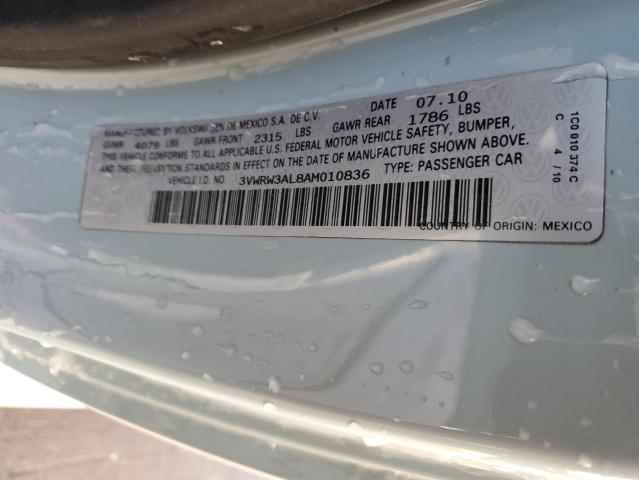 MANUFACTURED BY VOLKSWAGEN DE MEXICO S.A. DE C.V. DATE 07.10
GVWR 4079 LBS GAWR FRONT 2315 LBS GAWR REAR 1786 LBS
THIS VEHICLE CONFORMS TO ALL APPLICABLE U.S. FEDERAL MOTOR VEHICLE SAFETY, BUMPER,
AND THEFT PREVENTION STANDARDS IN EFFECT ON THE DATE OF MANUFACTURE SHOWN ABOVE.
VEHICLE I.D. NO. 3VWRW3AL8AM010836 TYPE: PASSENGER CAR
COUNTRY OF ORIGIN: MEXICO
1C0 010 374 C
C 4/10